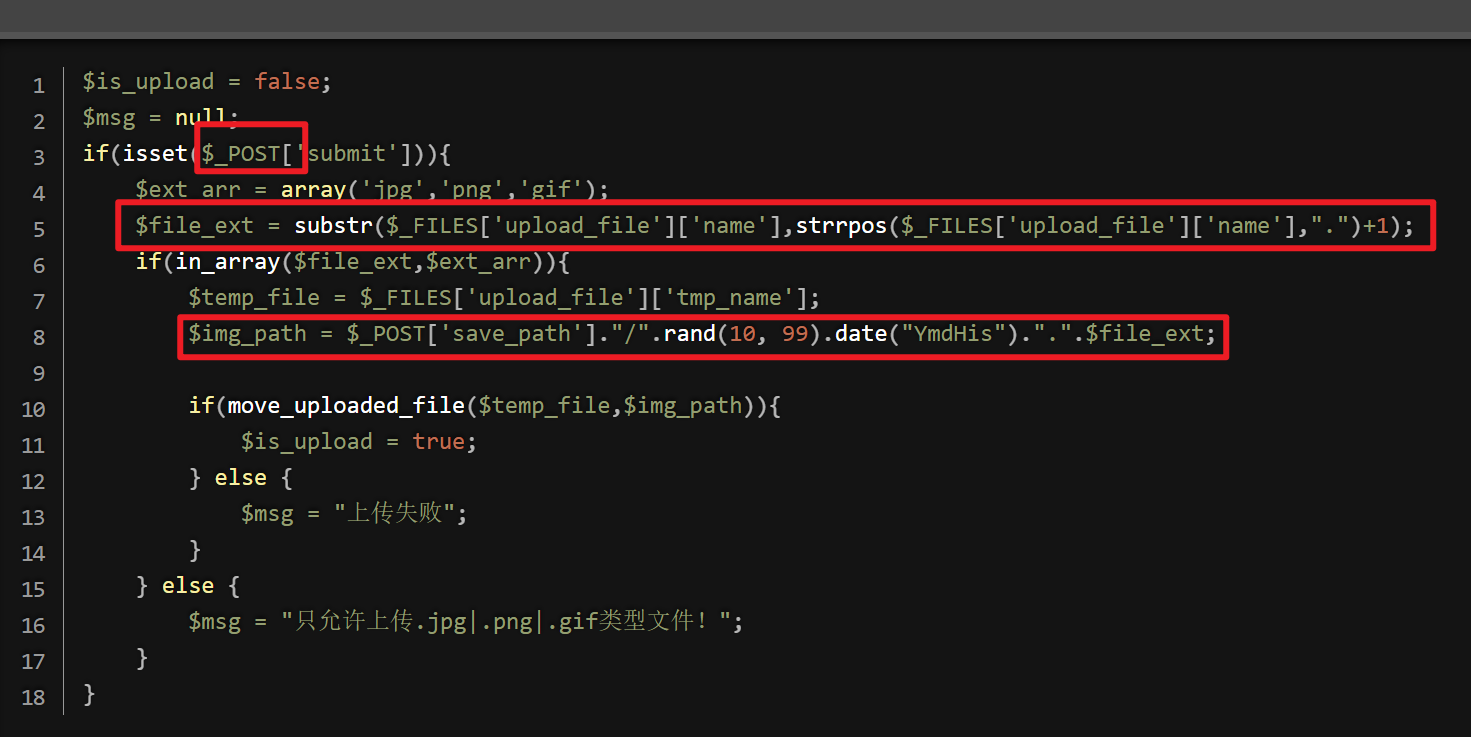 1 $is_upload = false;
2 $msg = null;
3 if(isset($_POST['submit'])){
4     $ext_arr = array('jpg','png','gif');
5     $file_ext = substr($_FILES['upload_file']['name'],strrpos($_FILES['upload_file']['name'],".")+1);
6     if(in_array($file_ext,$ext_arr)){
7         $temp_file = $_FILES['upload_file']['tmp_name'];
8         $img_path = $_POST['save_path']."/".rand(10, 99).date("YmdHis").".".$file_ext;
9
10         if(move_uploaded_file($temp_file,$img_path)){
11             $is_upload = true;
12         } else {
13             $msg = "上传失败";
14         }
15     } else {
16         $msg = "只允许上传.jpg|.png|.gif类型文件！";
17     }
18 }